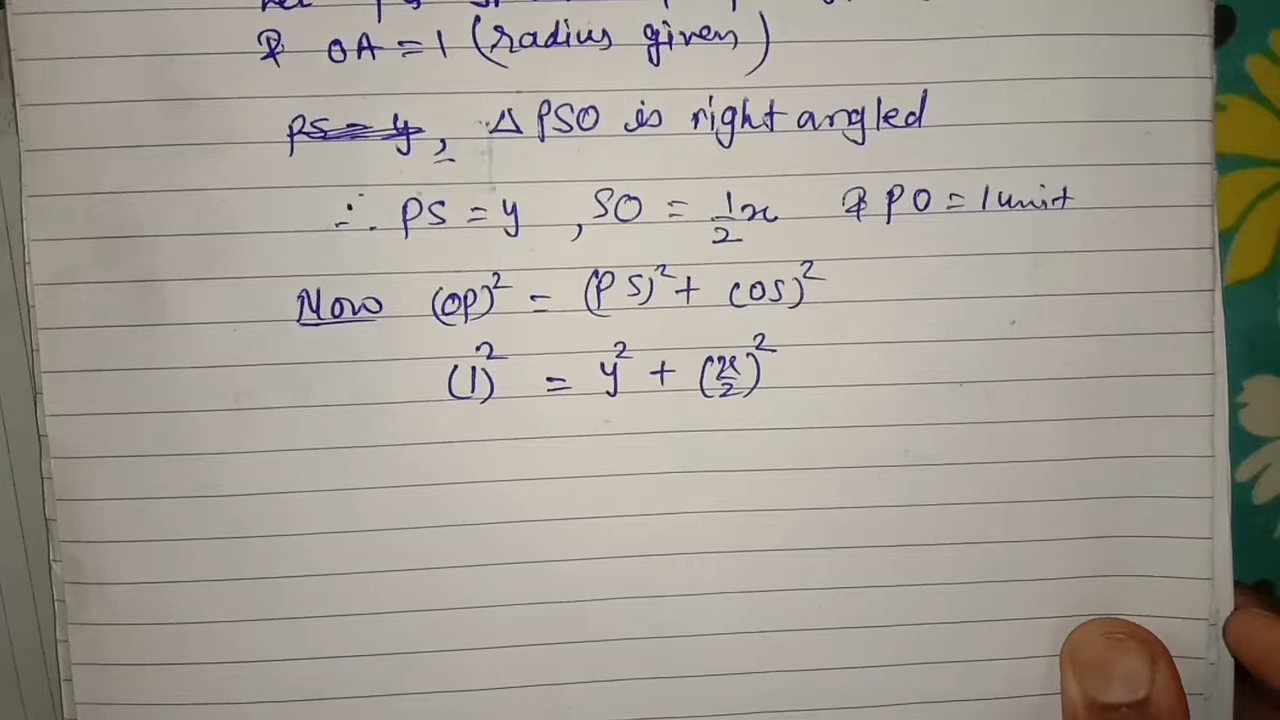 & OA = 1 (radius given)
PS = y, △ PSO is right angled
∴ PS = y , SO = 1/2 x & PO = 1 unit
Now (OP)² = (PS)² + (OS)²
(1)² = y² + (x/2)²